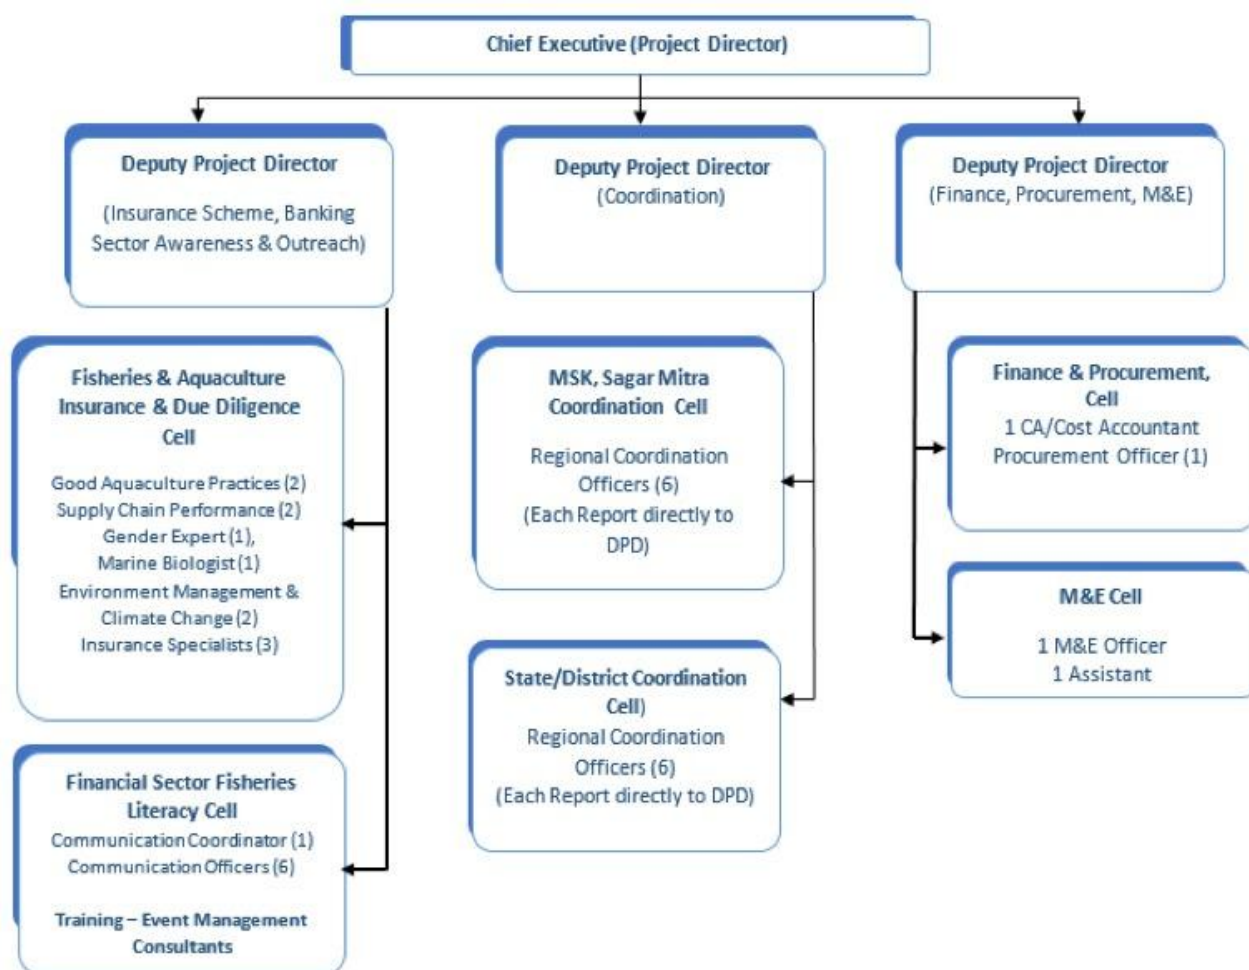 Chief Executive (Project Director)
Deputy Project Director
(Insurance Scheme, Banking
Sector Awareness & Outreach)
Deputy Project Director
(Coordination)
Deputy Project Director
(Finance, Procurement, M&E)
Fisheries & Aquaculture
Insurance & Due Diligence
Cell
Good Aquaculture Practices (2)
Supply Chain Performance (2)
Gender Expert (1),
Marine Biologist (1)
Environment Management &
Climate Change (2)
Insurance Specialists (3)
MSK, Sagar Mitra
Coordination Cell
Regional Coordination
Officers (6)
(Each Report directly to
DPD)
Finance & Procurement,
Cell
1 CA/Cost Accountant
Procurement Officer (1)
M&E Cell
1 M&E Officer
1 Assistant
State/District Coordination
Cell)
Regional Coordination
Officers (6)
(Each Report directly to DPD)
Financial Sector Fisheries
Literacy Cell
Communication Coordinator (1)
Communication Officers (6)
Training – Event Management
Consultants